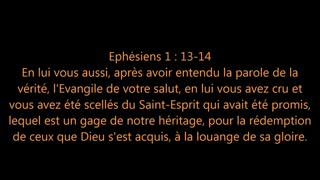 Ephésiens 1 : 13-14
En lui vous aussi, après avoir entendu la parole de la
vérité, l'Evangile de votre salut, en lui vous avez cru et
vous avez été scellés du Saint-Esprit qui avait été promis,
lequel est un gage de notre héritage, pour la rédemption
de ceux que Dieu s'est acquis, à la louange de sa gloire.